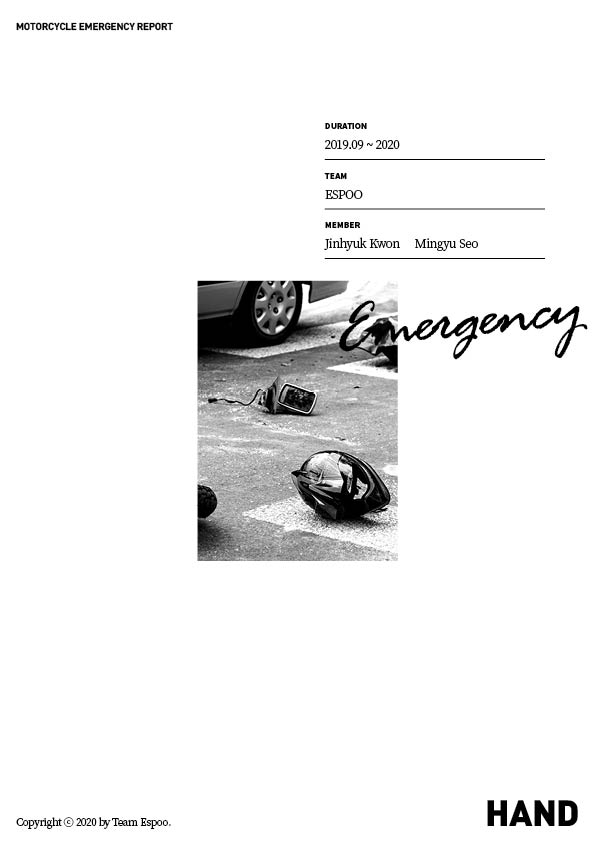 MOTORCYCLE EMERGENCY REPORT
DURATION
2019.09 ~ 2020
TEAM
ESPOO
MEMBER
Jinhyuk Kwon Mingyu Seo
Emergency
Copyright ⓒ 2020 by Team Espoo.
HAND